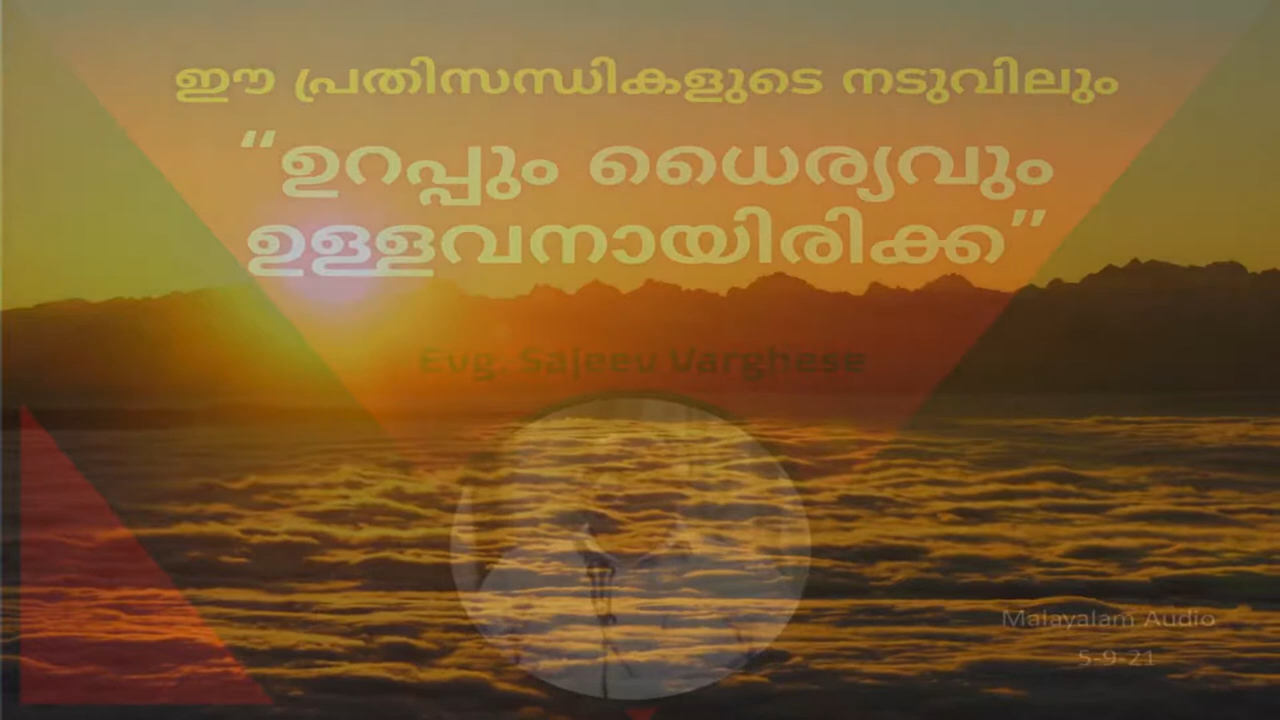 ഈ പ്രതിസന്ധികളുടെ നടുവിലും
“ഉറപ്പും ധൈര്യവും
ഉള്ളവനായിരിക്ക”
Evg. Sajeev Varghese
Malayalam Audio
5-9-21